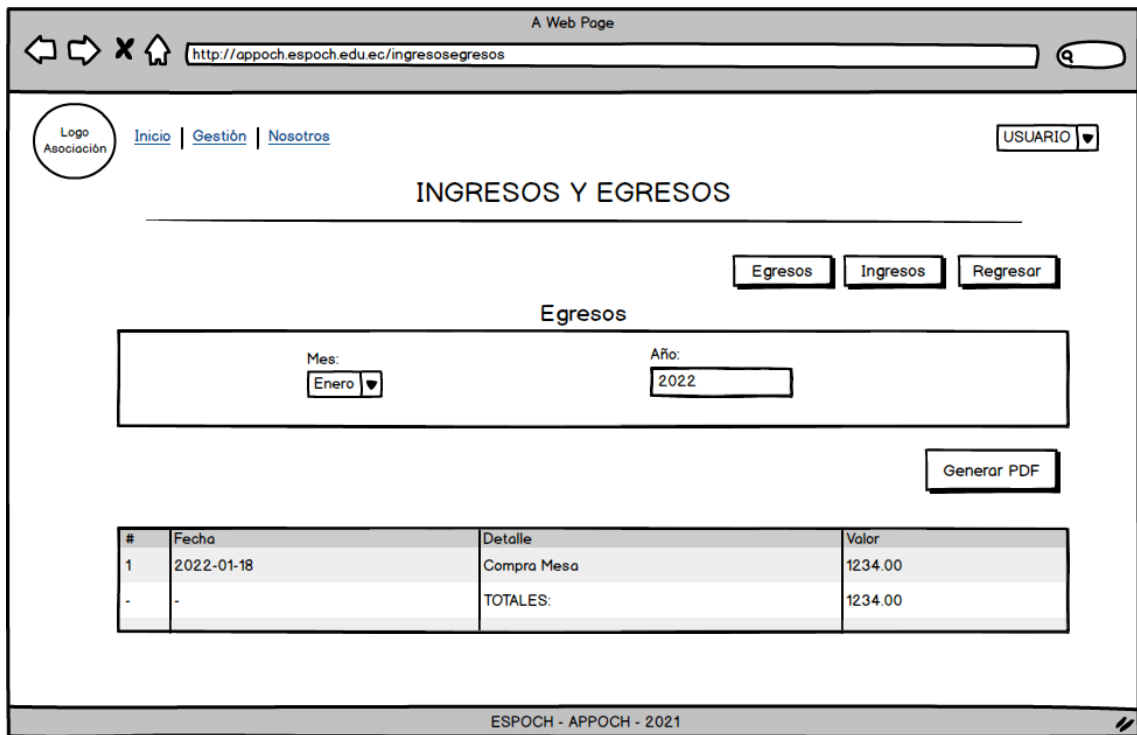 A Web Page
http://appoch.espoch.edu.ec/ingresosegresos
Logo
Asociación
Inicio | Gestión | Nosotros
USUARIO
INGRESOS Y EGRESOS
Egresos Ingresos Regresar
Egresos
Mes: Año:
Enero 2022
Generar PDF
# Fecha Detalle Valor
1 2022-01-18 Compra Mesa 1234.00
- - TOTALES: 1234.00
ESPOCH - APPOCH - 2021